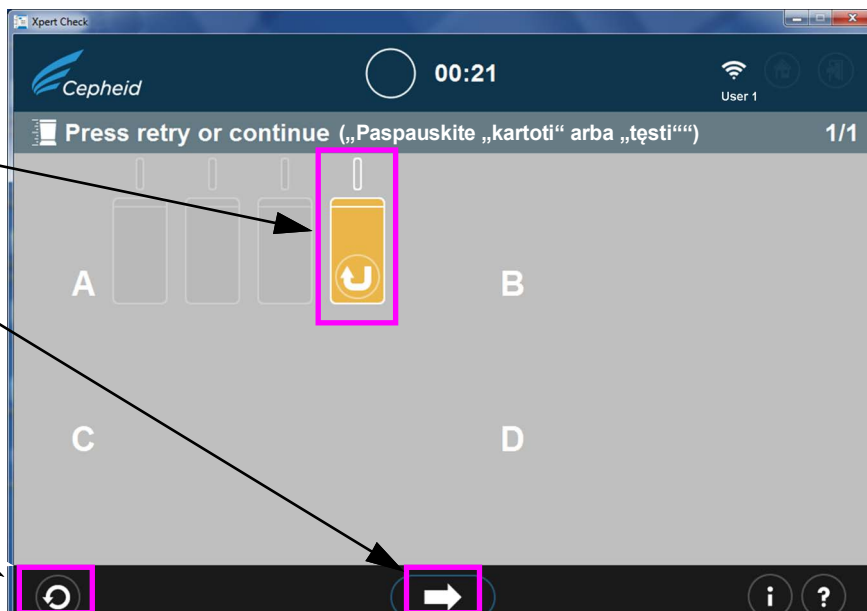 Xpert Check
Cepheid
00:21
User 1
Press retry or continue („Paspauskite „kartoti“ arba „tęsti““)
1/1
A
B
C
D
i ?